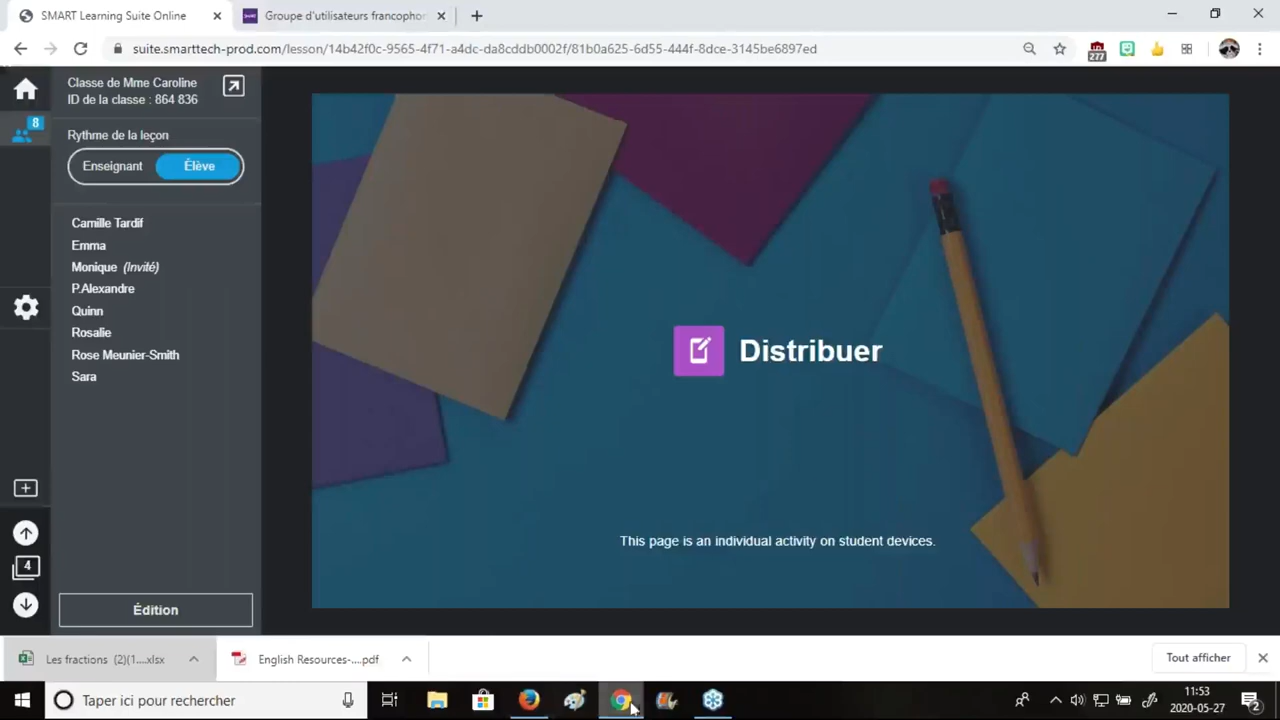 SMART Learning Suite Online
Groupe d'utilisateurs francophon
suite.smarttech-prod.com/lesson/14b42f0c-9565-4f71-a4dc-da8cddb0002f/81b0a625-6d55-444f-8dce-3145be6897ed
277
Classe de Mme Caroline
ID de la classe : 864 836
8
Rythme de la leçon
Enseignant Élève
Camille Tardif
Emma
Monique (Invité)
P.Alexandre
Quinn
Rosalie
Rose Meunier-Smith
Sara
4
Édition
Distribuer
This page is an individual activity on student devices.
Les fractions (2)(1....xlsx
English Resources-....pdf
Tout afficher
Taper ici pour rechercher
11:53
2020-05-27
2